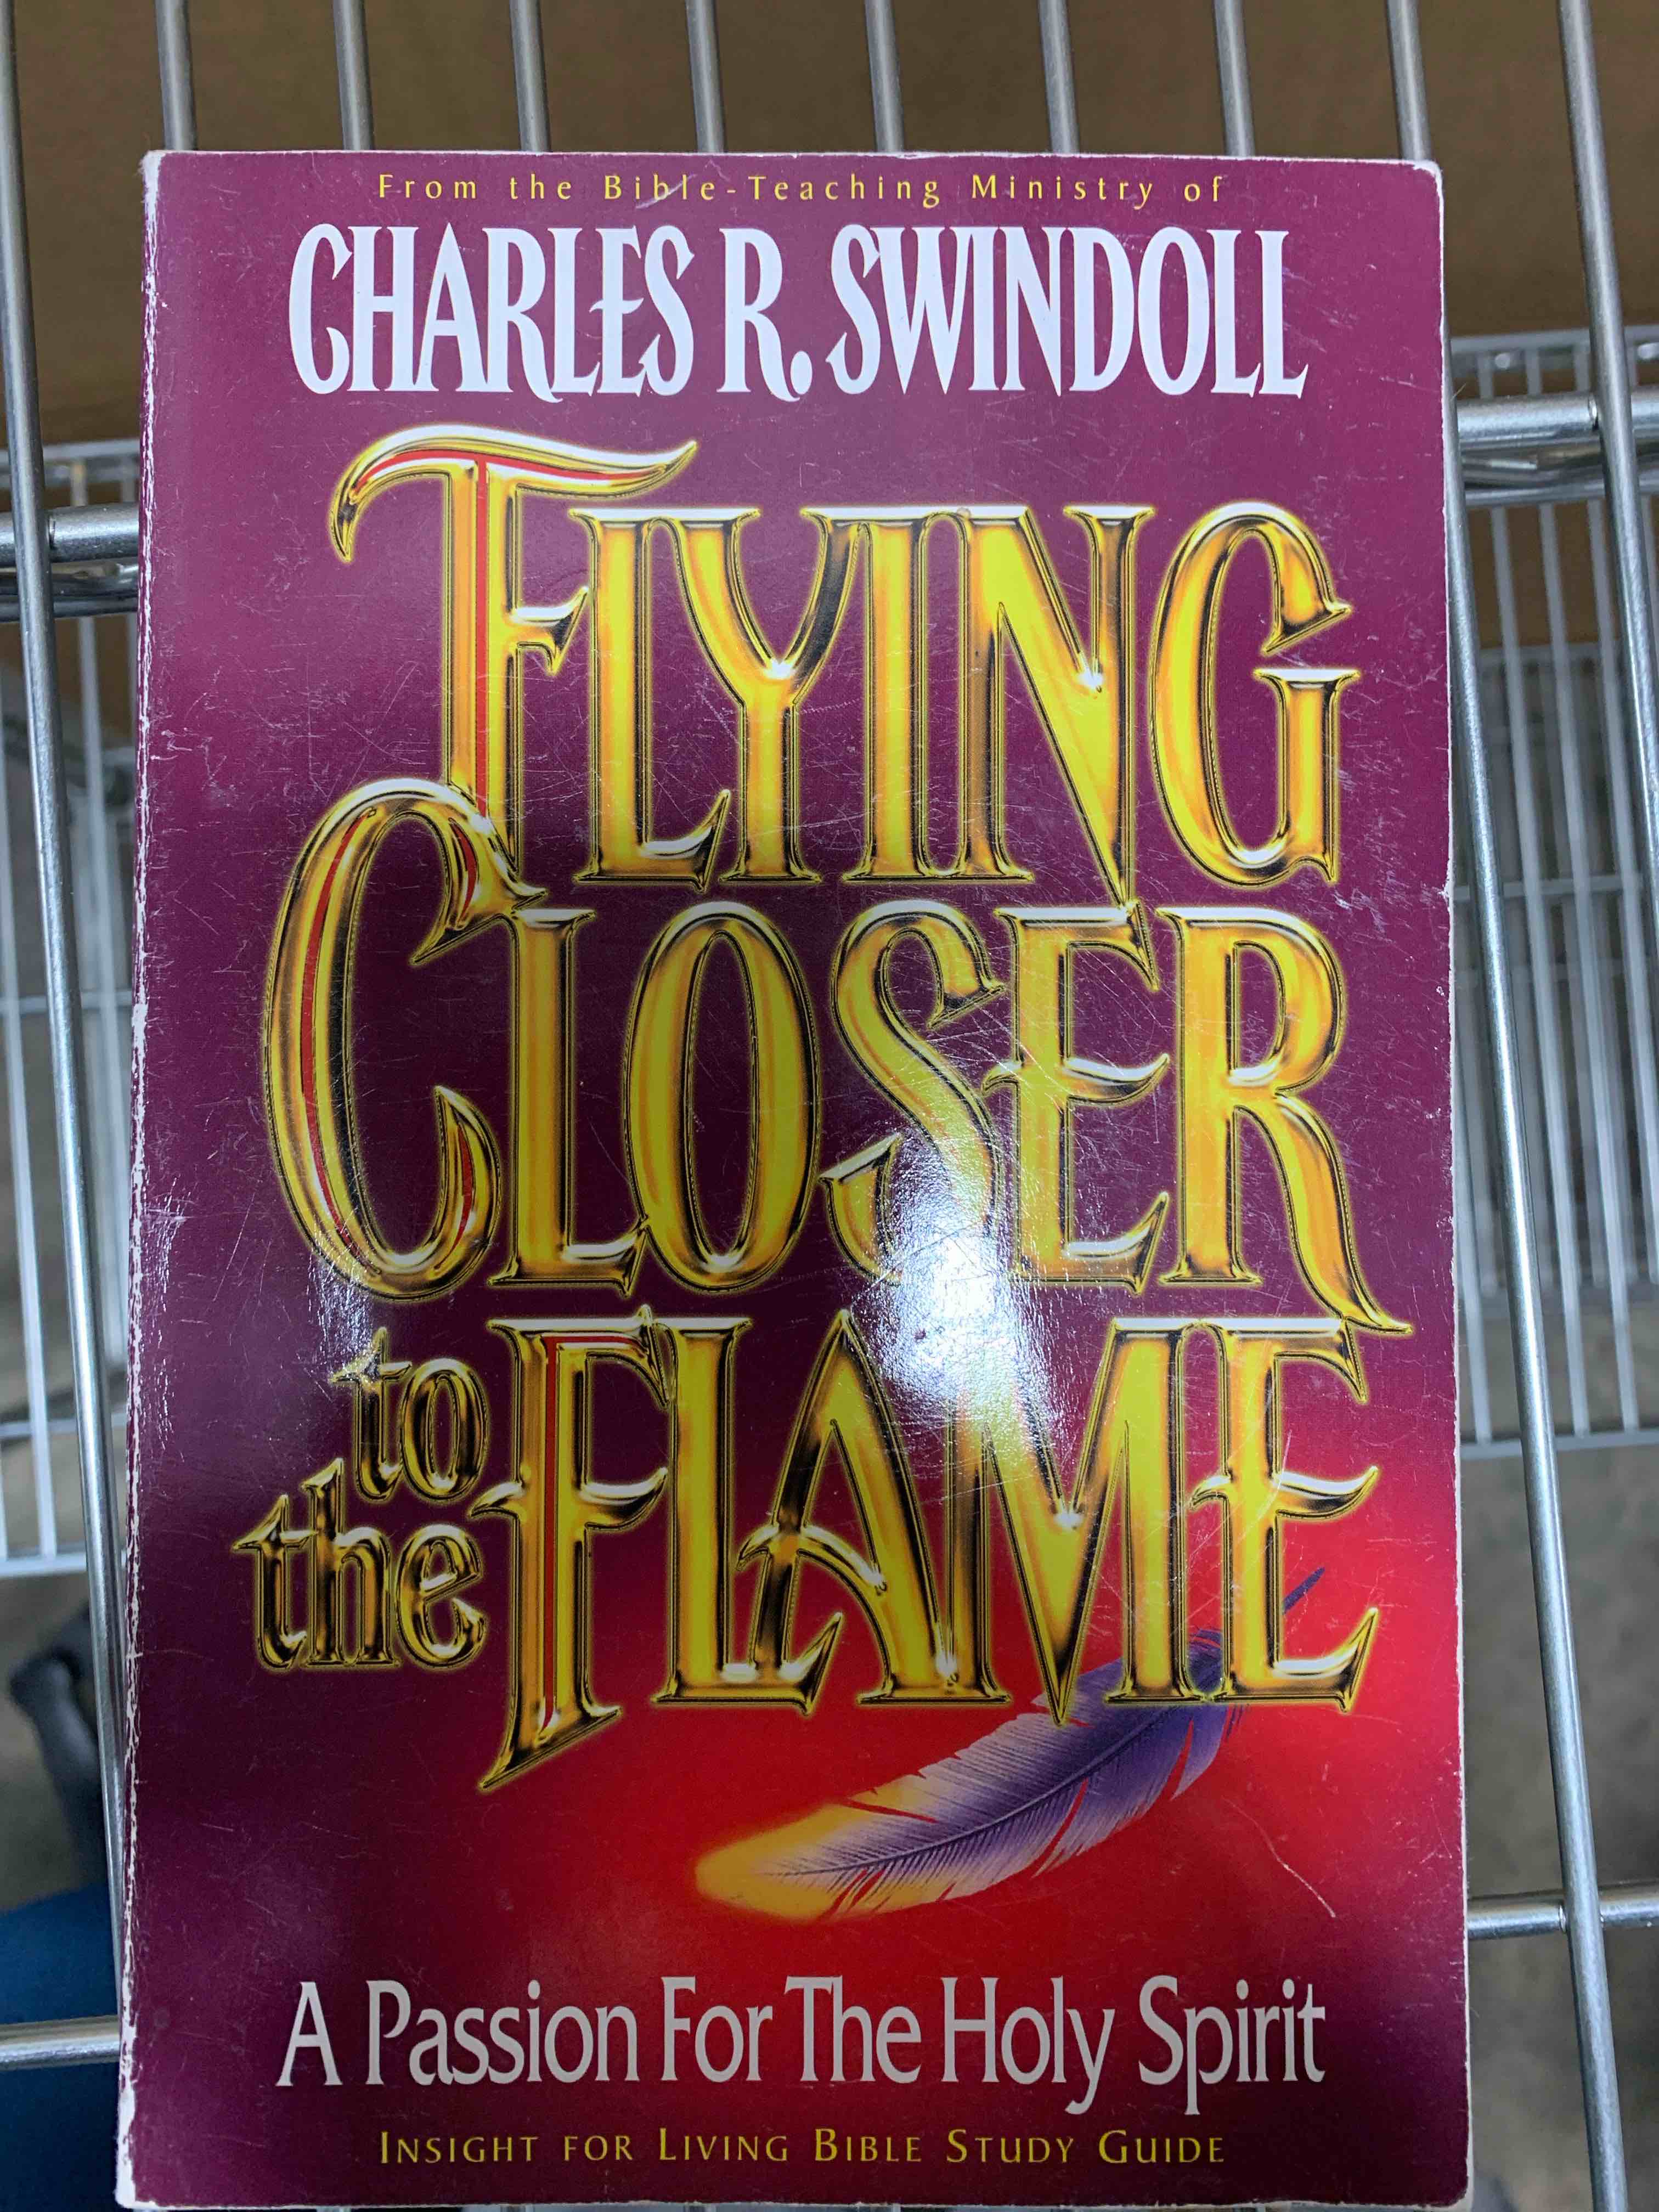 From the Bible-Teaching Ministry of
CHARLES R. SWINDOLL
FLYING
CLOSER
to
the FLAME
A Passion For The Holy Spirit
INSIGHT FOR LIVING BIBLE STUDY GUIDE